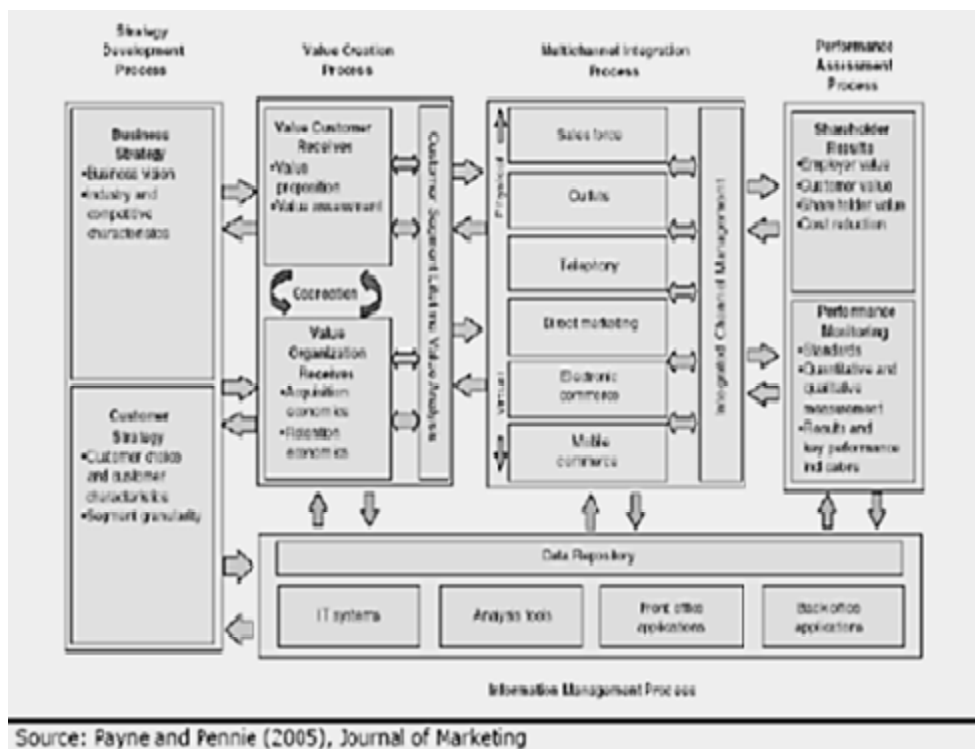 Strategy
Development
Process
Value Creation
Process
Multichannel Integration
Process
Performance
Assessment
Process
Business
Strategy
•Business vision
•Industry and
competitive
characteristics
Customer
Strategy
•Customer choice
and customer
characteristics
•Segment granularity
Value Customer
Receives
•Value
proposition
•Value assessment
Cocreation
Value
Organization
Receives
•Acquisition
economics
•Retention
economics
Customer Segment Lifetime Value Analysis
Physical
Virtual
Sales force
Outlets
Telephony
Direct marketing
Electronic
commerce
Mobile
commerce
Integrated Channel Management
Shareholder
Results
•Employee value
•Customer value
•Shareholder value
•Cost reduction
Performance
Monitoring
•Standards
•Quantitative and
qualitative
measurement
•Results and
key performance
indicators
Data Repository
IT systems
Analysis tools
Front office
applications
Back office
applications
Information Management Process
Source: Payne and Pennie (2005), Journal of Marketing